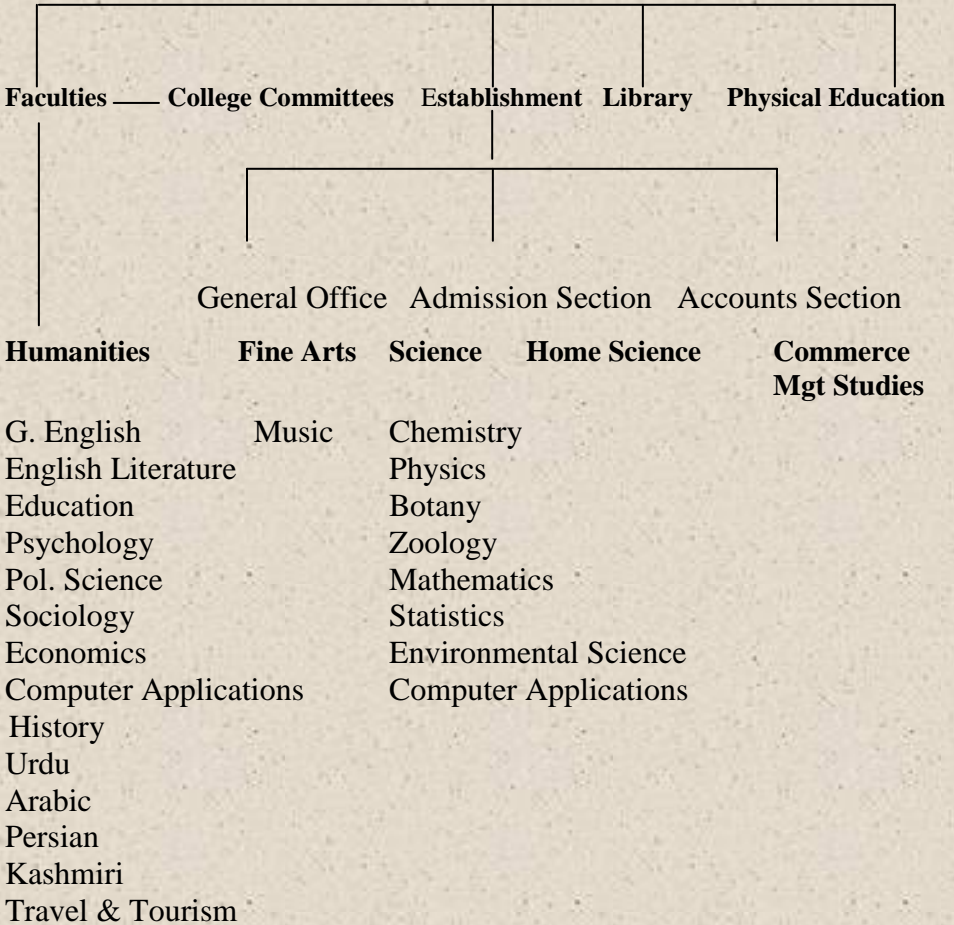 Faculties College Committees Establishment Library Physical Education
General Office Admission Section Accounts Section
Humanities Fine Arts Science Home Science Commerce
Mgt Studies
G. English Music Chemistry
English Literature Physics
Education Botany
Psychology Zoology
Pol. Science Mathematics
Sociology Statistics
Economics Environmental Science
Computer Applications Computer Applications
History
Urdu
Arabic
Persian
Kashmiri
Travel & Tourism